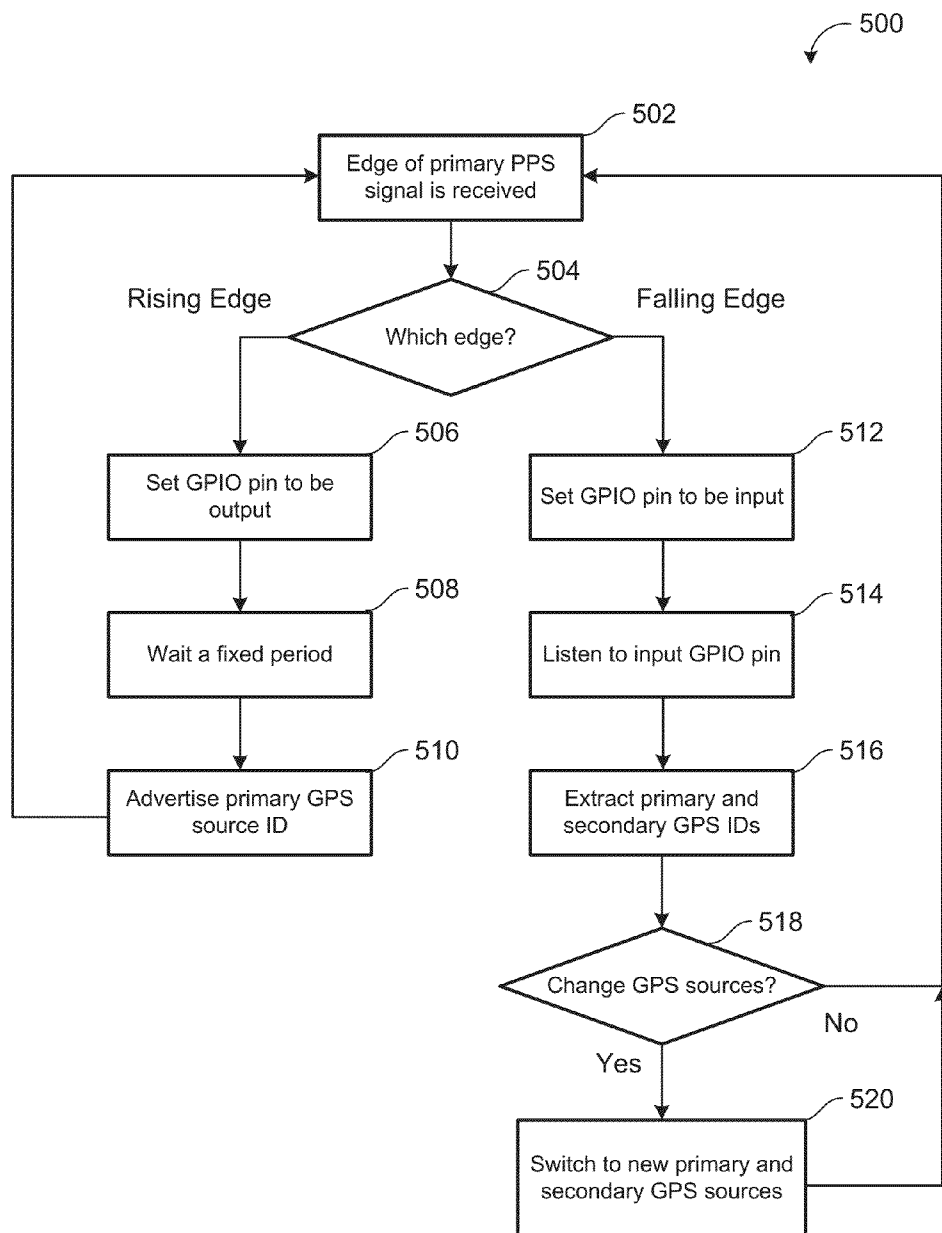 500
502
Edge of primary PPS
signal is received
504
Rising Edge
Falling Edge
Which edge?
506
Set GPIO pin to be
output
512
Set GPIO pin to be input
508
Wait a fixed period
514
Listen to input GPIO pin
510
Advertise primary GPS
source ID
516
Extract primary and
secondary GPS IDs
518
Change GPS sources?
No
Yes
520
Switch to new primary and
secondary GPS sources